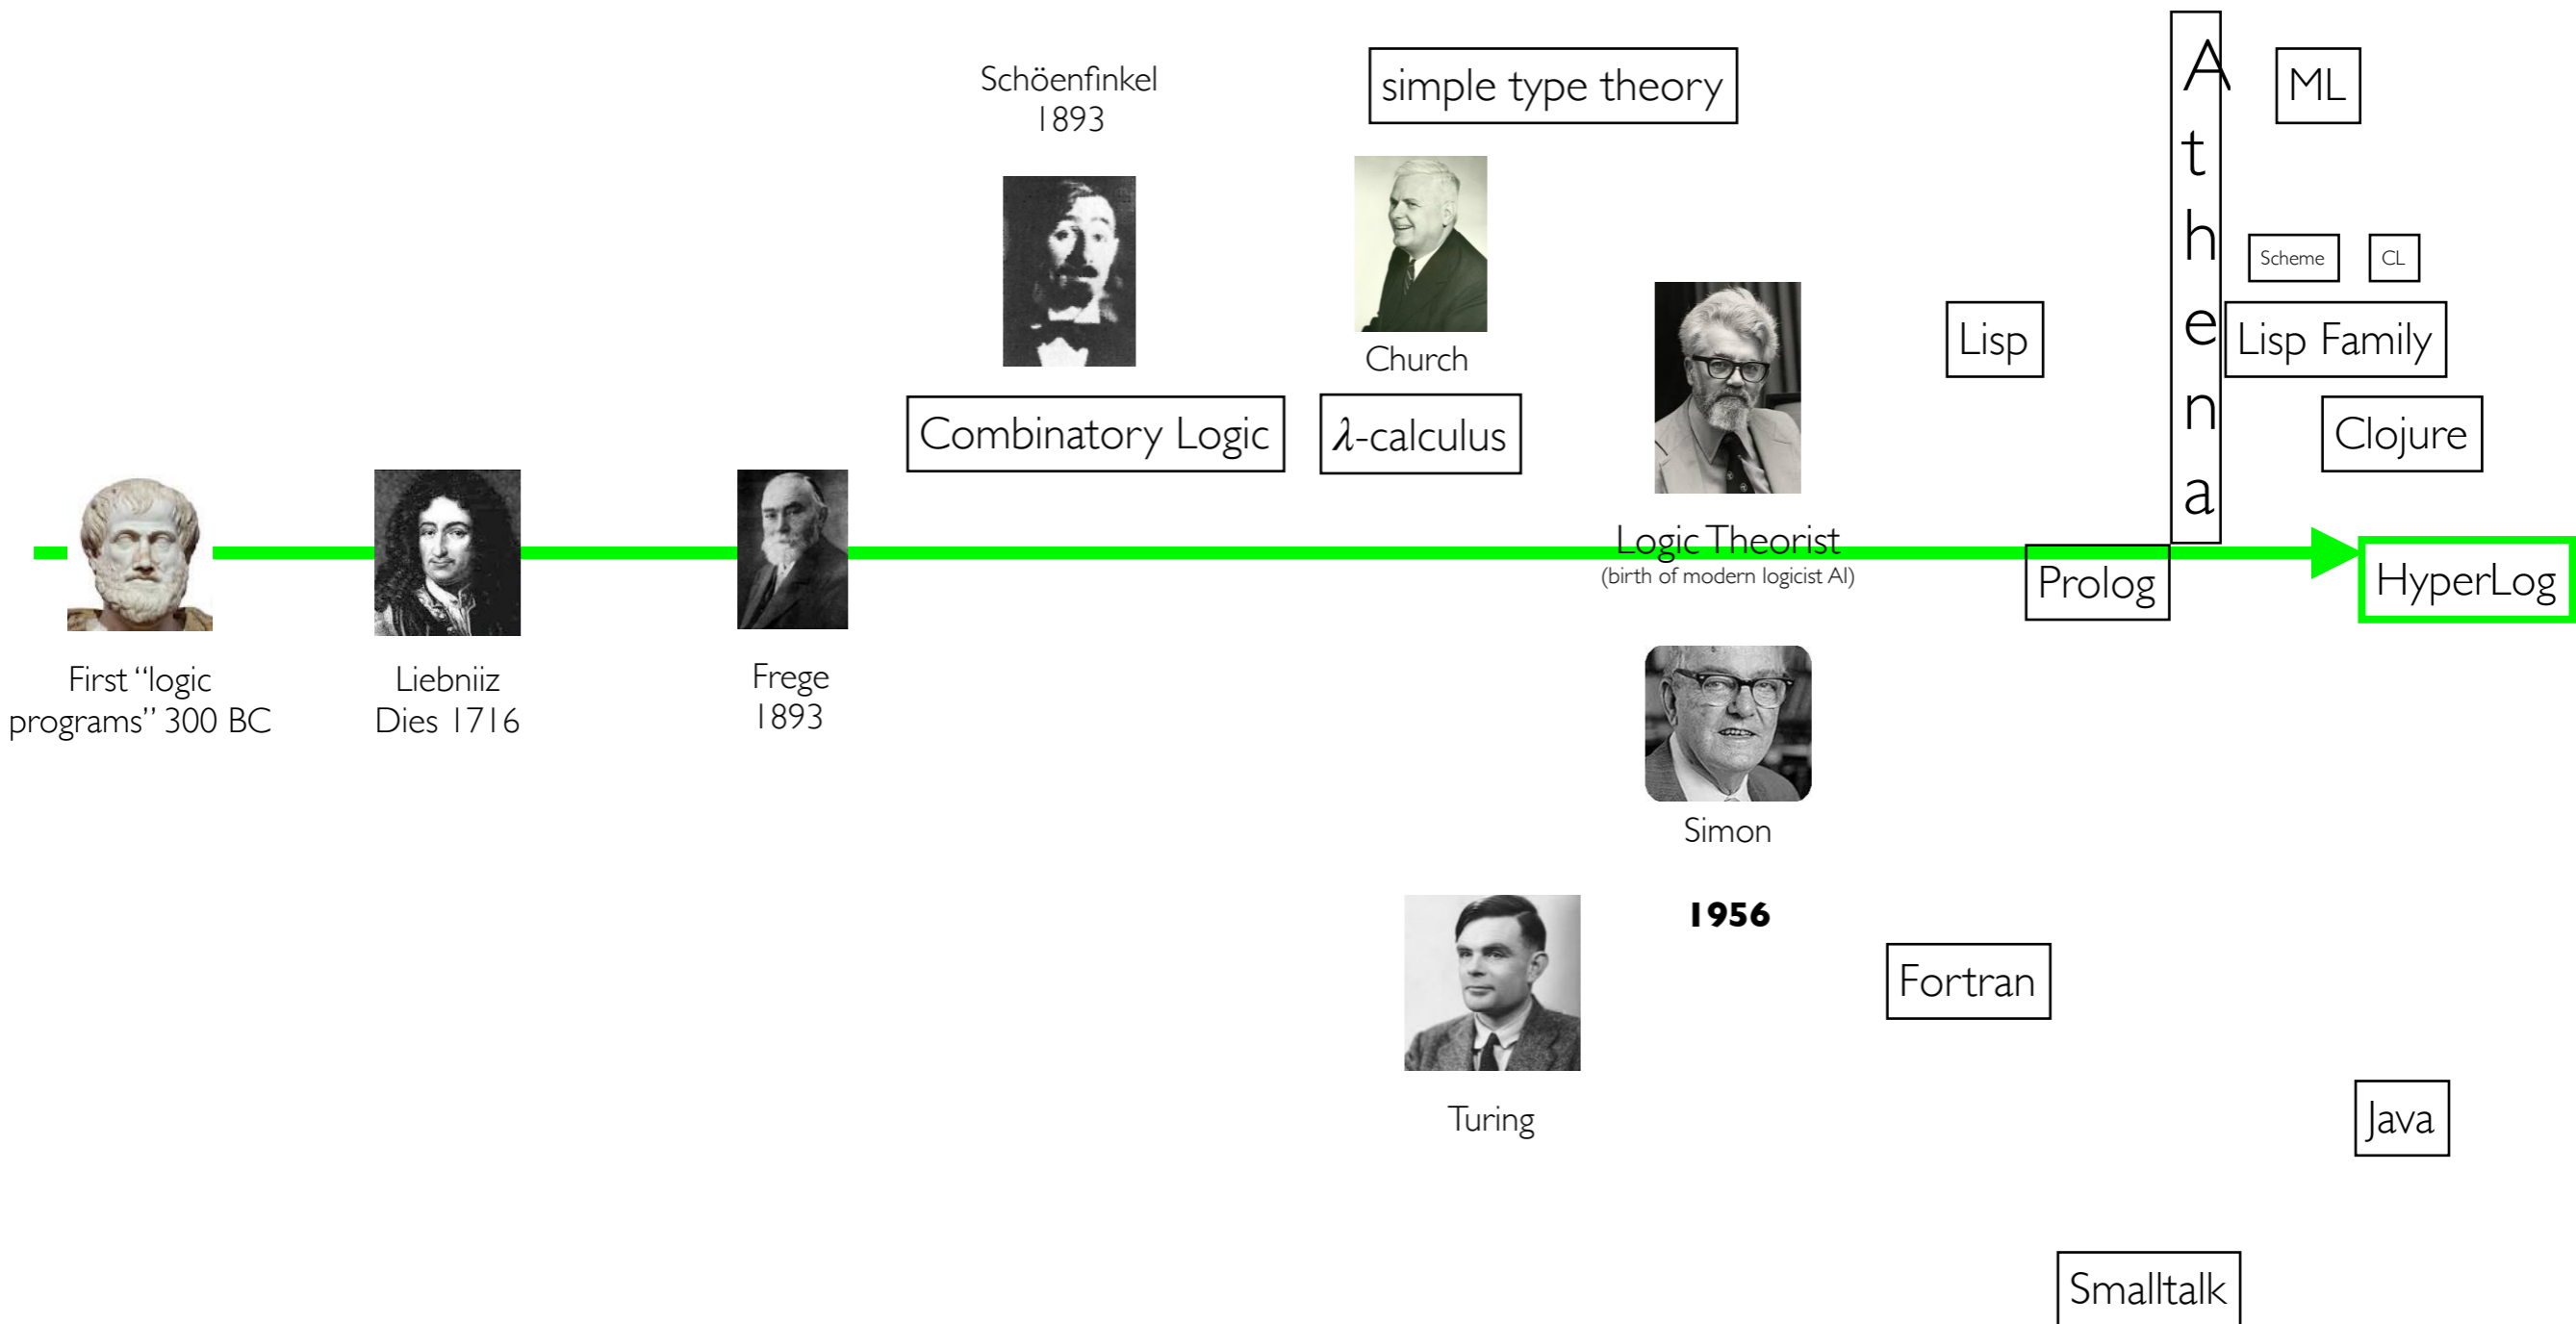 Schöenfinkel
1893
simple type theory
Athena
ML
Scheme
CL
Church
Lisp
Lisp Family
Combinatory Logic
λ-calculus
Clojure
Logic Theorist
(birth of modern logicist AI)
Prolog
HyperLog
First “logic
programs” 300 BC
Liebniiz
Dies 1716
Frege
1893
Simon
1956
Fortran
Turing
Java
Smalltalk